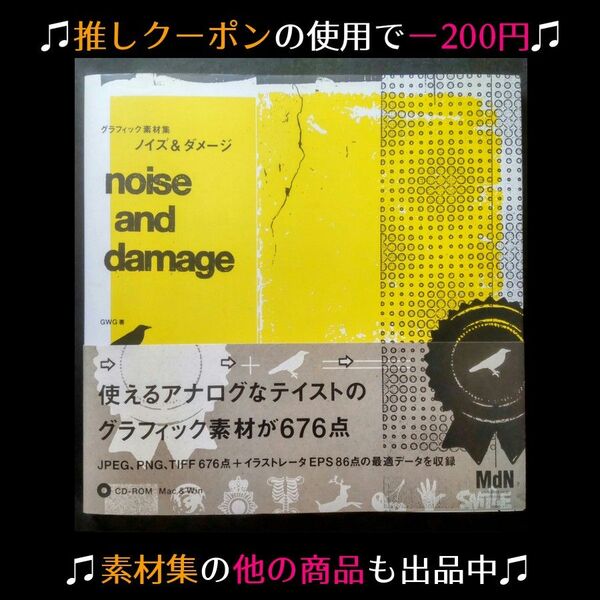 ♫推しクーポンの使用でー200円♫
グラフィック素材集
ノイズ&ダメージ
noise
and
damage
GWG 著
使えるアナログなテイストの
グラフィック素材が676点
JPEG、PNG、TIFF 676点+イラストレータEPS 86点の最適データを収録
CD-ROM Mac & Win
MdN
SMILE
♫素材集の他の商品も出品中♫